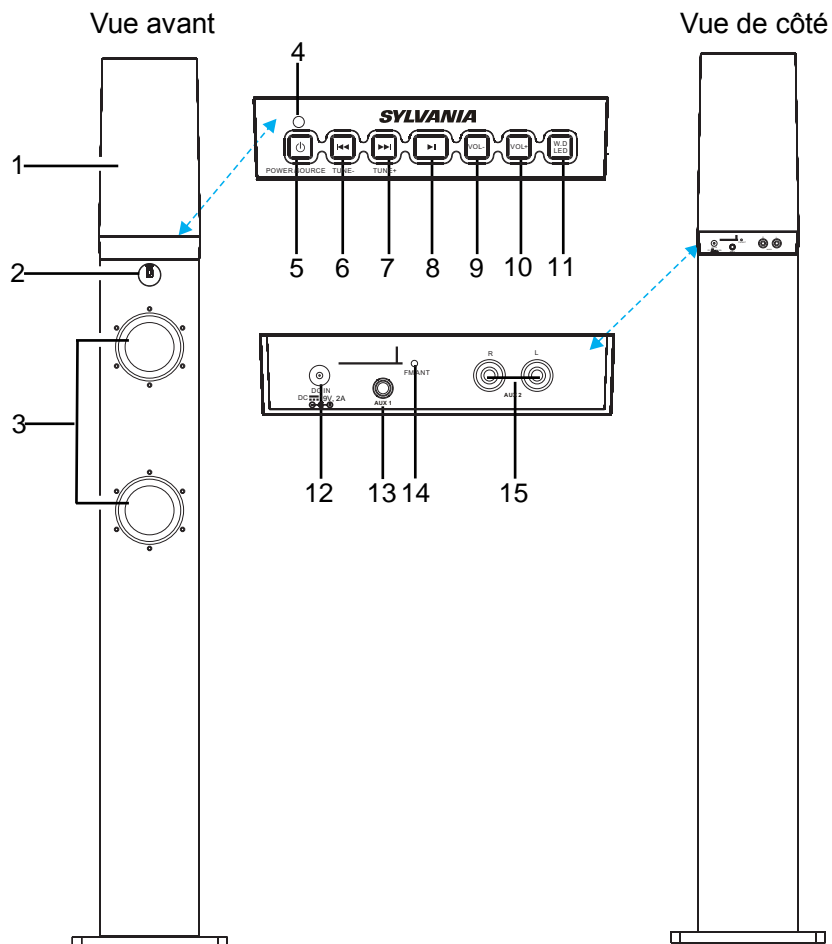 Vue avant
Vue de côté
4
SYLVANIA
VOL-
VOL+
W.D
LED
POWER/SOURCE TUNE- TUNE+
1
5 6 7 8 9 10 11
2
3
R L
FM ANT
DC IN
DC 9V, 2A
AUX 1
AUX 2
12 13 14 15